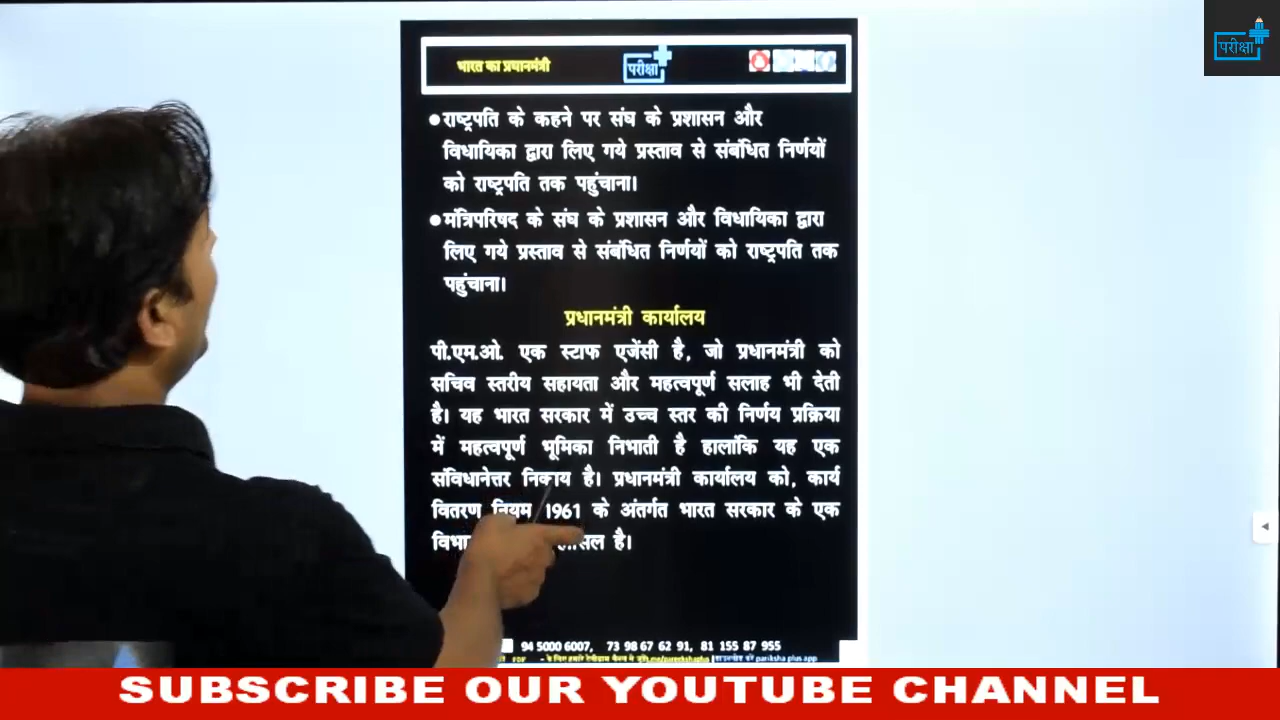 परीक्षा
भारत का प्रधानमंत्री
परीक्षा
● राष्ट्रपति के कहने पर संघ के प्रशासन और
विधायिका द्वारा लिए गये प्रस्ताव से संबंधित निर्णयों
को राष्ट्रपति तक पहुंचाना।
● मंत्रिपरिषद के संघ के प्रशासन और विधायिका द्वारा
लिए गये प्रस्ताव से संबंधित निर्णयों को राष्ट्रपति तक
पहुंचाना।
प्रधानमंत्री कार्यालय
पी.एम.ओ. एक स्टाफ एजेंसी है, जो प्रधानमंत्री को
सचिव स्तरीय सहायता और महत्वपूर्ण सलाह भी देती
है। यह भारत सरकार में उच्च स्तर की निर्णय प्रक्रिया
में महत्वपूर्ण भूमिका निभाती है हालांकि यह एक
संविधानेत्तर निकाय है। प्रधानमंत्री कार्यालय को, कार्य
वितरण नियम 1961 के अंतर्गत भारत सरकार के एक
है।
94 5000 6007, 73 98 67 62 91, 81 155 87 955
PDF pariksha plus app
SUBSCRIBE OUR YOUTUBE CHANNEL